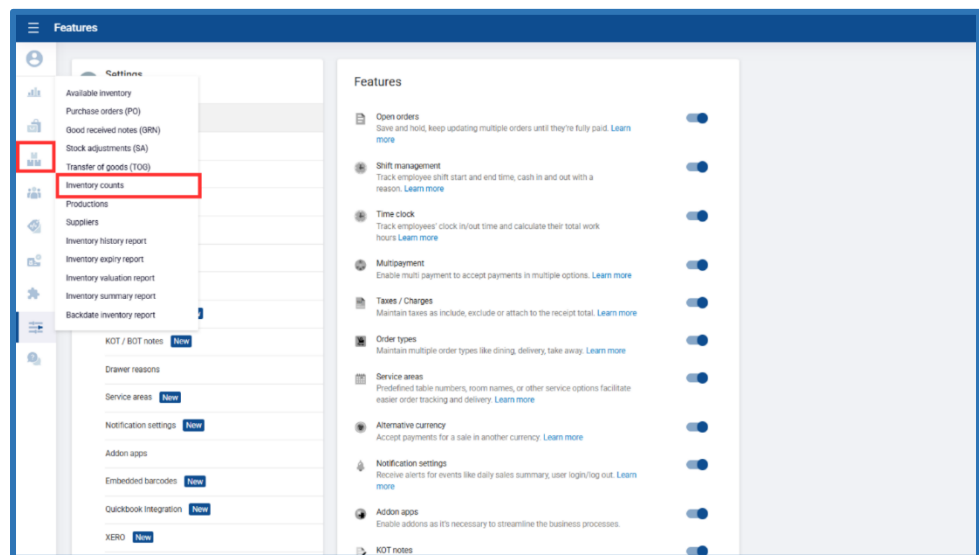 Features
Settings
Available inventory
Purchase orders (PO)
Good received notes (GRN)
Stock adjustments (SA)
Transfer of goods (TOG)
Inventory counts
Productions
Suppliers
Inventory history report
Inventory expiry report
Inventory valuation report
Inventory summary report
Backdate inventory report
KOT / BOT notes New
Drawer reasons
Service areas New
Notification settings New
Addon apps
Embedded barcodes New
Quickbook Integration New
XERO New
Features
Open orders
Save and hold, keep updating multiple orders until they're fully paid. Learn
more
Shift management
Track employee shift start and end time, cash in and out with a
reason. Learn more
Time clock
Track employees' clock in/out time and calculate their total work
hours Learn more
Multipayment
Enable multi payment to accept payments in multiple options. Learn more
Taxes / Charges
Maintain taxes as include, exclude or attach to the receipt total. Learn more
Order types
Maintain multiple order types like dining, delivery, take away. Learn more
Service areas
Predefined table numbers, room names, or other service options facilitate
easier order tracking and delivery. Learn more
Alternative currency
Accept payments for a sale in another currency. Learn more
Notification settings
Receive alerts for events like daily sales summary, user login/log out. Learn
more
Addon apps
Enable addons as it's necessary to streamline the business processes.
KOT notes